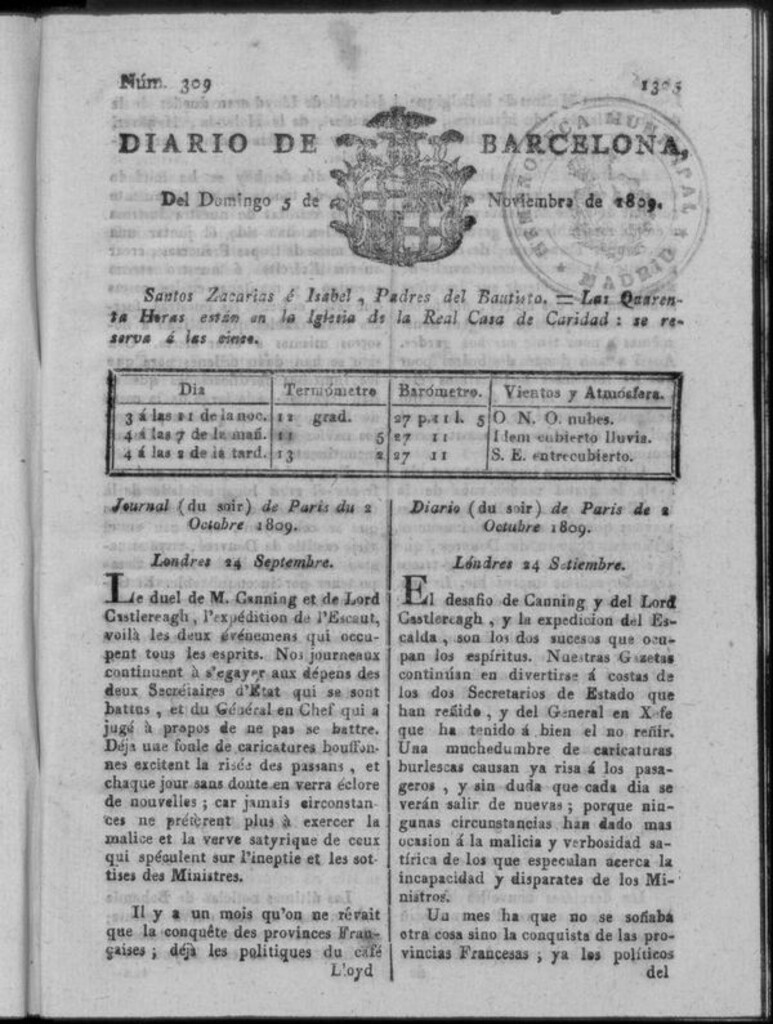 Núm. 309 1305
DIARIO DE BARCELONA,
Del Domingo 5 de Noviembre de 1809.
HEMEROTECA MUNICIPAL
MADRID
Santos Zacarias é Isabel, Padres del Bautista. = Las Quaren-
ta Horas están en la Iglesia de la Real Casa de Caridad : se re-
serva á las cinco.
Dia Termómetro Barómetro. Vientos y Atmósfera.
3 á las 11 de la noc. 11 grad. 27 p. 11 l. 5 O. N. O. nubes.
4 á las 7 de la mañ. 11 5 27 11 Idem cubierto lluvia.
4 á las 2 de la tard. 13 2 27 11 S. E. entrecubierto.
Journal (du soir) de Paris du 2
Octobre 1809.
Londres 24 Septembre.
Le duel de M. Canning et de Lord
Castlereagh, l'expédition de l'Escaut,
voilà les deux événemens qui occu-
pent tous les esprits. Nos journeaux
continuent à s'egayer aux dépens des
deux Secrétaires d'État qui se sont
battus, et du Général en Chef qui a
jugé à propos de ne pas se battre.
Déjà une foule de caricatures bouffon-
nes excitent la risée des passans, et
chaque jour sans doute en verra éclore
de nouvelles ; car jamais circonstan-
ces ne prêterent plus à exercer la
malice et la verve satyrique de ceux
qui spéculent sur l'ineptie et les sot-
tises des Ministres.
Il y a un mois qu'on ne rêvait
que la conquête des provinces Fran-
çaises ; déjà les politiques du café
Lloyd
Diario (du soir) de Paris de 2
Octubre 1809.
Lóndres 24 Setiembre.
El desafio de Canning y del Lord
Castlereagh, y la expedicion del Es-
calda, son los dos sucesos que ocu-
pan los espíritus. Nuestras Gazetas
continúan en divertirse á costas de
los dos Secretarios de Estado que
han reñido, y del General en Xefe
que ha tenido á bien el no reñir.
Una muchedumbre de caricaturas
burlescas causan ya risa á los pasa-
geros, y sin duda que cada dia se
verán salir de nuevas ; porque nin-
gunas circunstancias han dado mas
ocasion á la malicia y verbosidad sa-
tírica de los que especulan acerca la
incapacidad y disparates de los Mi-
nistros.
Un mes ha que no se soñaba
otra cosa sino la conquista de las pro-
vincias Francesas ; ya los políticos
del